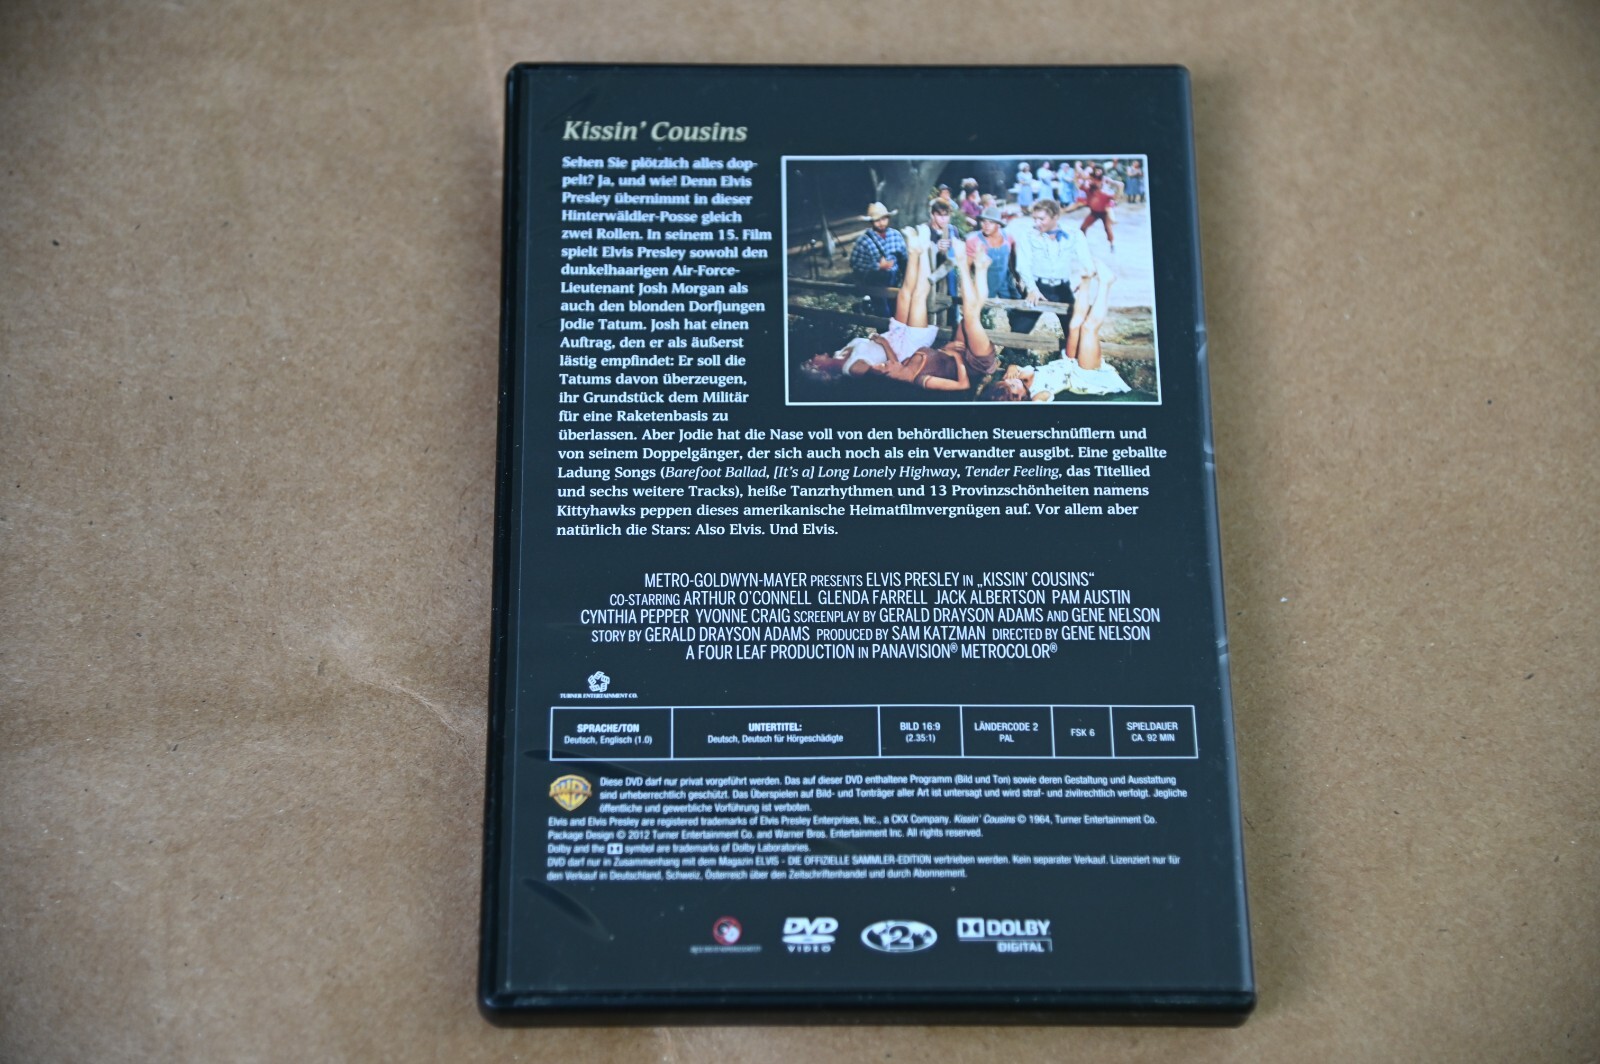 Kissin' Cousins
Sehen Sie plötzlich alles dop-
pelt? Ja, und wie! Denn Elvis
Presley übernimmt in dieser
Hinterwäldler-Posse gleich
zwei Rollen. In seinem 15. Film
spielt Elvis Presley sowohl den
dunkelhaarigen Air-Force-
Lieutenant Josh Morgan als
auch den blonden Dorfjungen
Jodie Tatum. Josh hat einen
Auftrag, den er als äußerst
lästig empfindet: Er soll die
Tatums davon überzeugen,
ihr Grundstück dem Militär
für eine Raketenbasis zu
überlassen. Aber Jodie hat die Nase voll von den behördlichen Steuerschnüfflern und
von seinem Doppelgänger, der sich auch noch als ein Verwandter ausgibt. Eine geballte
Ladung Songs (Barefoot Ballad, [It's a] Long Lonely Highway, Tender Feeling, das Titellied
und sechs weitere Tracks), heiße Tanzrhythmen und 13 Provinzschönheiten namens
Kittyhawks peppen dieses amerikanische Heimatfilmvergnügen auf. Vor allem aber
natürlich die Stars: Also Elvis. Und Elvis.
METRO-GOLDWYN-MAYER PRESENTS ELVIS PRESLEY IN „KISSIN' COUSINS“
CO-STARRING ARTHUR O'CONNELL GLENDA FARRELL JACK ALBERTSON PAM AUSTIN
CYNTHIA PEPPER YVONNE CRAIG SCREENPLAY BY GERALD DRAYSON ADAMS AND GENE NELSON
STORY BY GERALD DRAYSON ADAMS PRODUCED BY SAM KATZMAN DIRECTED BY GENE NELSON
A FOUR LEAF PRODUCTION IN PANAVISION® METROCOLOR®
TURNER ENTERTAINMENT CO.
SPRACHE/TON
Deutsch, Englisch (1.0)
UNTERTITEL:
Deutsch, Deutsch für Hörgeschädigte
BILD 16:9
(2.35:1)
LÄNDERCODE 2
PAL
FSK 6
SPIELDAUER
CA. 92 MIN
Diese DVD darf nur privat vorgeführt werden. Das auf dieser DVD enthaltene Programm (Bild und Ton) sowie deren Gestaltung und Ausstattung
sind urheberrechtlich geschützt. Das Überspielen auf Bild- und Tonträger aller Art ist untersagt und wird straf- und zivilrechtlich verfolgt. Jegliche
öffentliche und gewerbliche Vorführung ist verboten.
Elvis and Elvis Presley are registered trademarks of Elvis Presley Enterprises, Inc., a CKX Company. Kissin' Cousins © 1964, Turner Entertainment Co.
Package Design © 2012 Turner Entertainment Co. and Warner Bros. Entertainment Inc. All rights reserved.
Dolby and the symbol are trademarks of Dolby Laboratories.
DVD darf nur in Zusammenhang mit dem Magazin ELVIS - DIE OFFIZIELLE SAMMLER-EDITION vertrieben werden. Kein separater Verkauf. Lizenziert nur für
den Verkauf in Deutschland, Schweiz, Österreich über den Zeitschriftenhandel und durch Abonnement.
DVD
VIDEO
2
DOLBY
DIGITAL